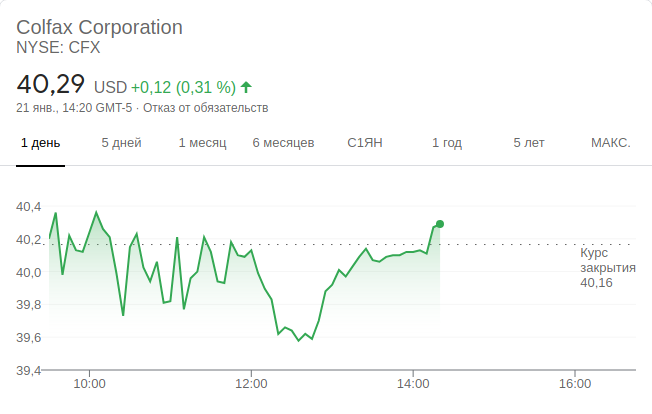 Colfax Corporation
NYSE: CFX
40,29 USD +0,12 (0,31 %)
21 янв., 14:20 GMT-5 · Отказ от обязательств
1 день 5 дней 1 месяц 6 месяцев С1ЯН 1 год 5 лет МАКС.
40,4
40,2
Курс
закрытия
40,0
40,16
39,8
39,6
39,4
10:00 12:00 14:00 16:00